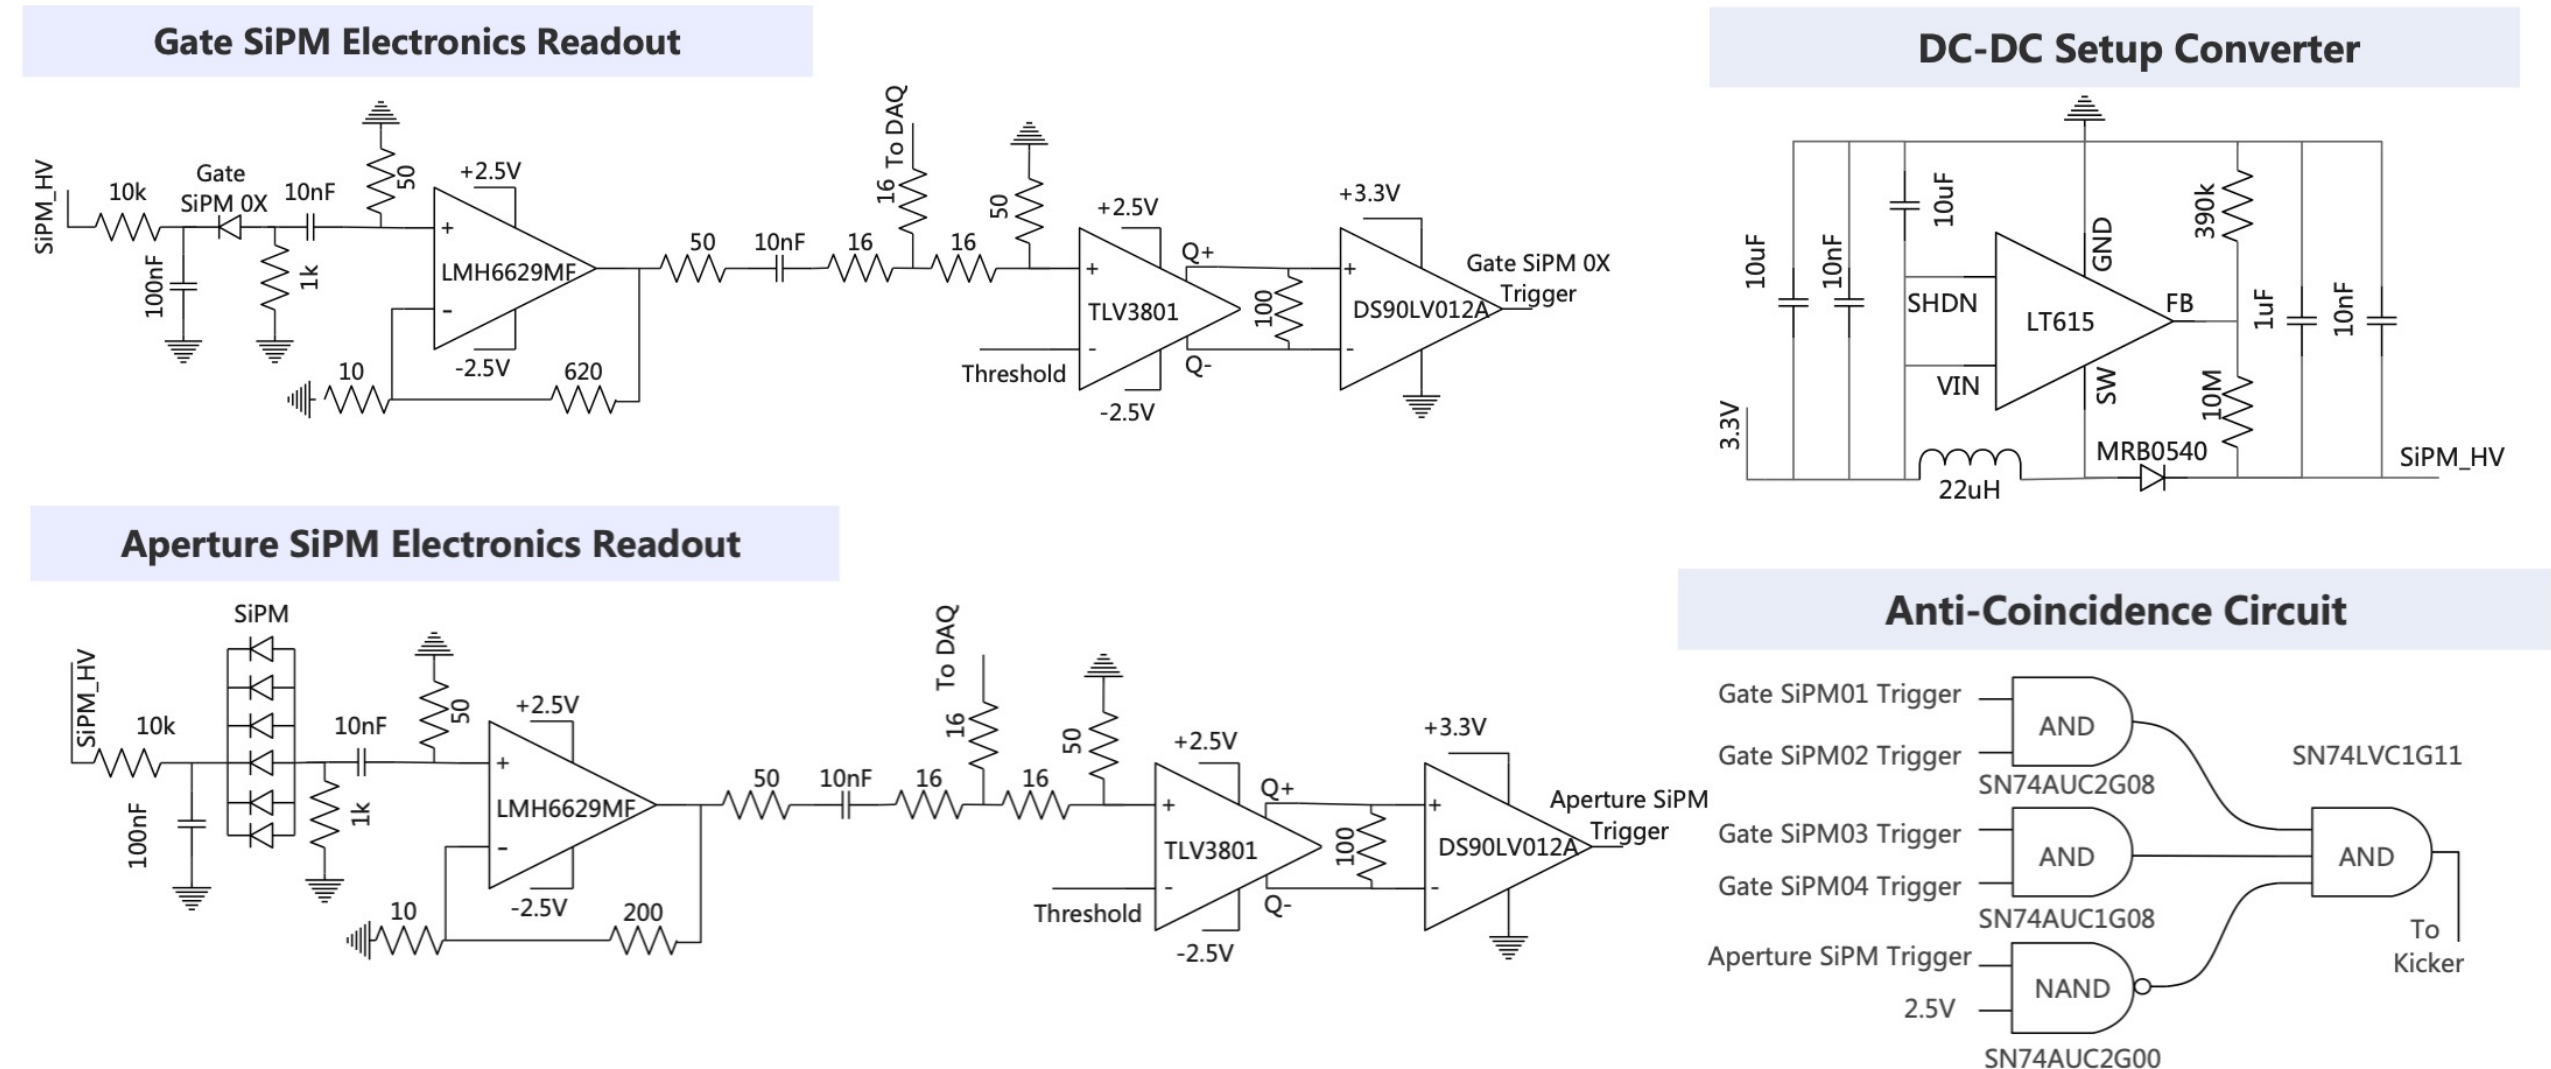 Gate SiPM Electronics Readout
SiPM_HV
10k
Gate
SiPM 0X
10nF
50
+2.5V
100nF
1k
+
LMH6629MF
-
-2.5V
10
620
50
10nF
16
16
To DAQ
16
50
+2.5V
+
TLV3801
-
Threshold
-2.5V
Q+
Q-
100
+3.3V
+
DS90LV012A
-
Gate SiPM 0X
Trigger
DC-DC Setup Converter
10uF
10nF
10uF
SHDN
VIN
LT615
GND
SW
FB
390k
10M
1uF
10nF
3.3V
22uH
MRB0540
SiPM_HV
Aperture SiPM Electronics Readout
SiPM_HV
10k
SiPM
100nF
10nF
1k
50
+2.5V
+
LMH6629MF
-
-2.5V
10
200
50
10nF
16
To DAQ
16
16
50
+2.5V
+
TLV3801
-
Threshold
-2.5V
Q+
Q-
100
+3.3V
+
DS90LV012A
-
Aperture SiPM
Trigger
Anti-Coincidence Circuit
Gate SiPM01 Trigger
Gate SiPM02 Trigger
AND
SN74AUC2G08
Gate SiPM03 Trigger
Gate SiPM04 Trigger
AND
SN74AUC1G08
Aperture SiPM Trigger
2.5V
NAND
SN74AUC2G00
SN74LVC1G11
AND
To
Kicker